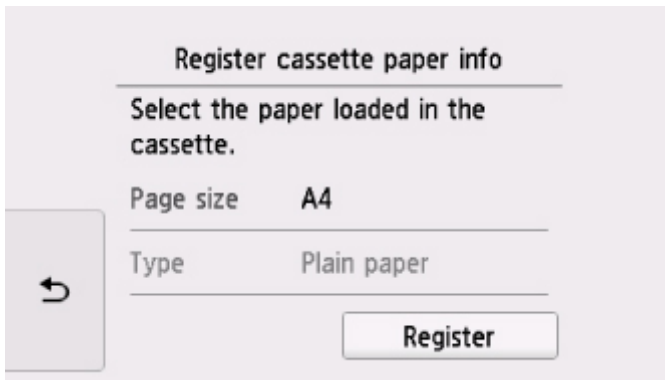 Register cassette paper info
Select the paper loaded in the
cassette.
Page size A4
Type Plain paper
Register